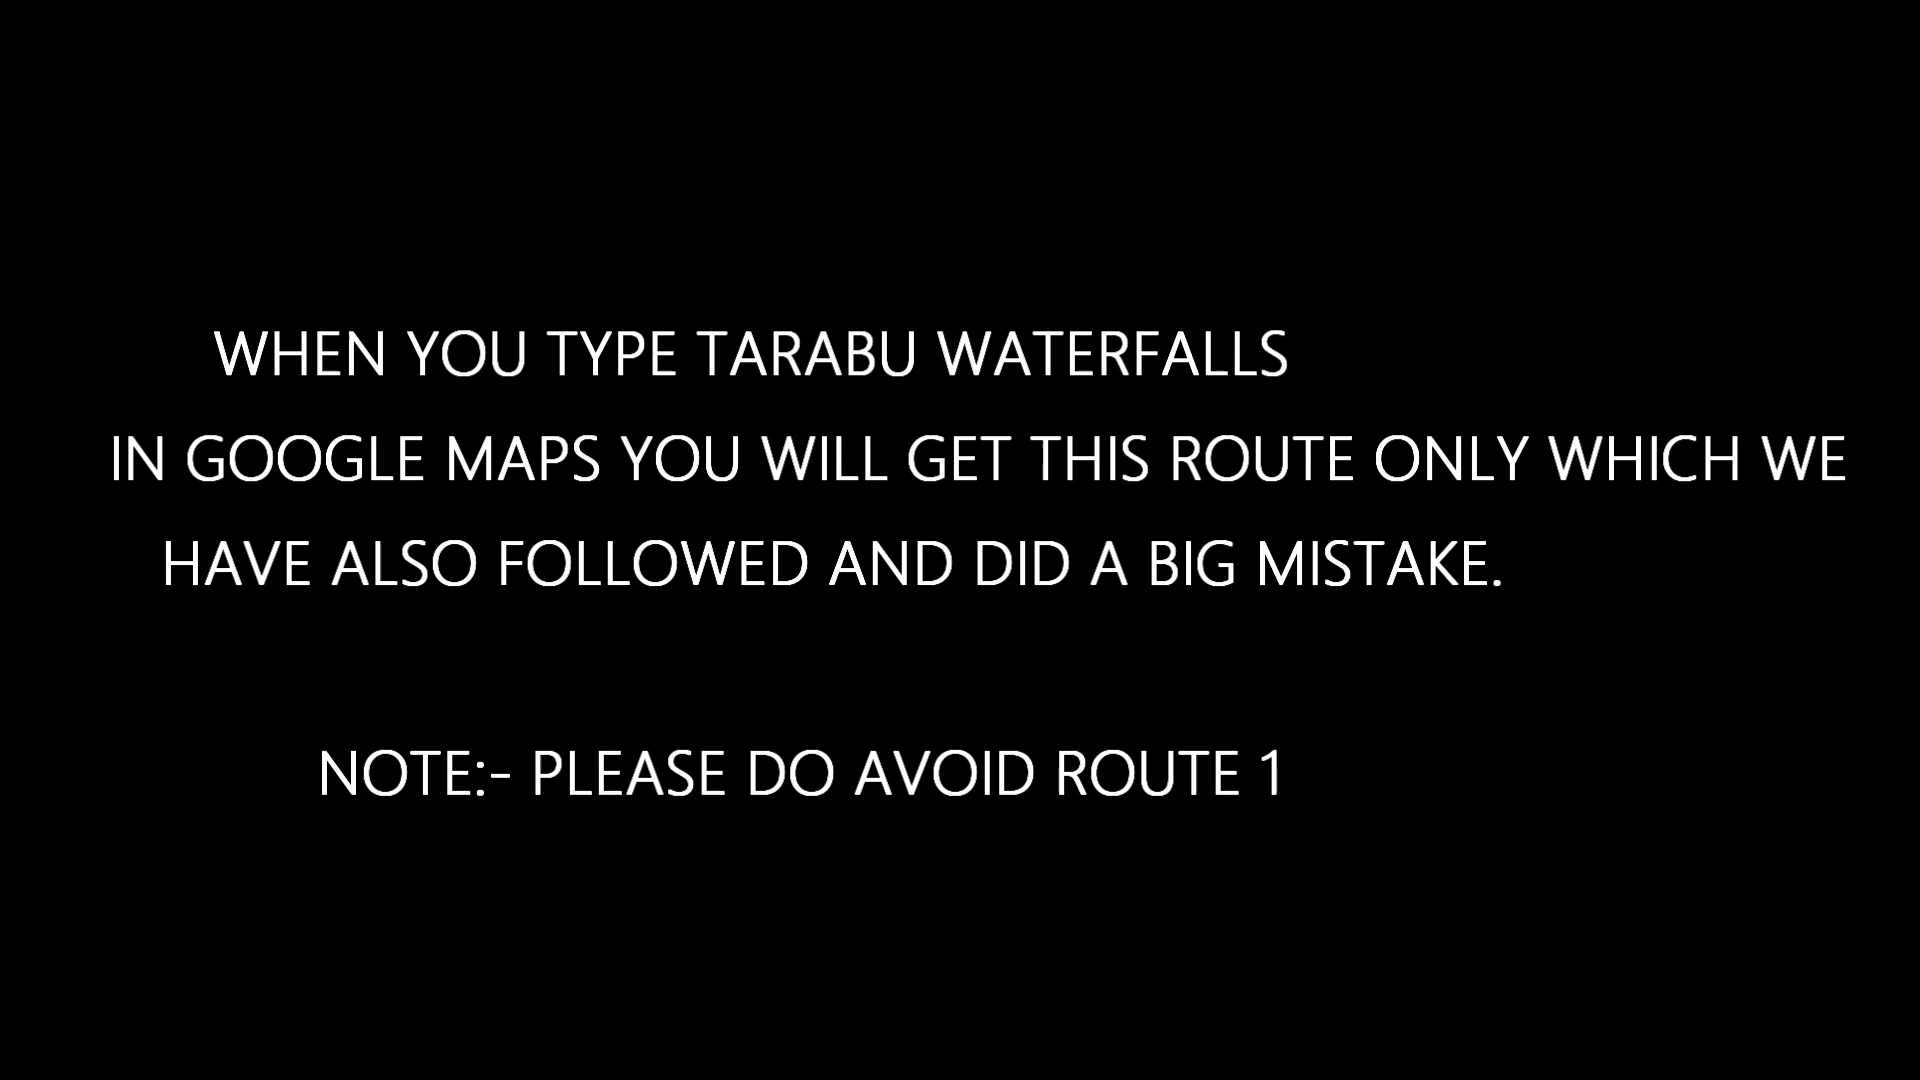 WHEN YOU TYPE TARABU WATERFALLS
IN GOOGLE MAPS YOU WILL GET THIS ROUTE ONLY WHICH WE
HAVE ALSO FOLLOWED AND DID A BIG MISTAKE.
NOTE:- PLEASE DO AVOID ROUTE 1